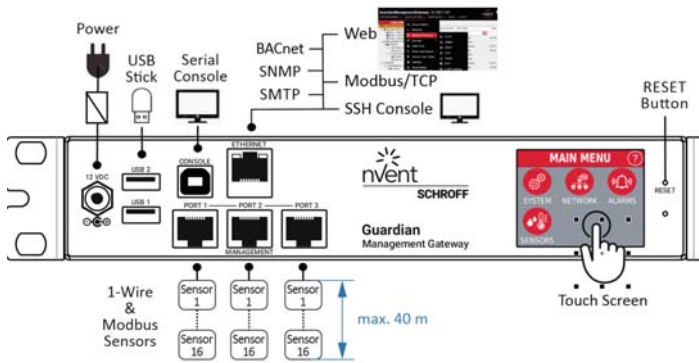 Power
USB
Stick
Serial
Console
BACnet
SNMP
SMTP
Web
Modbus/TCP
SSH Console
RESET
Button
12 VDC
USB 2
USB 1
CONSOLE
ETHERNET
PORT 1
PORT 2
PORT 3
MANAGEMENT
nvent
SCHROFF
Guardian
Management Gateway
MAIN MENU ?
SYSTEM NETWORK ALARMS
SENSORS
RESET
Touch Screen
1-Wire
&
Modbus
Sensors
Sensor
1
Sensor
16
Sensor
1
Sensor
16
Sensor
1
Sensor
16
max. 40 m